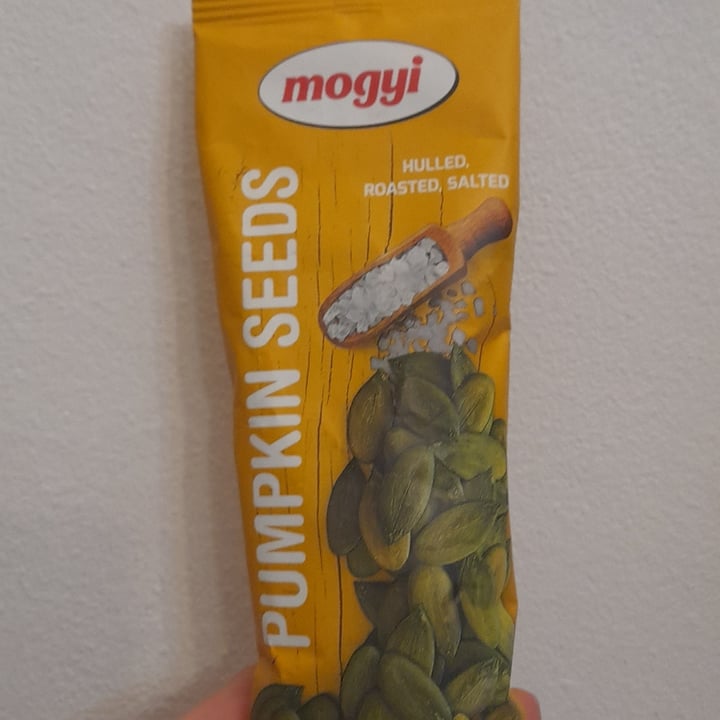 mogyi
HULLED,
ROASTED, SALTED
PUMPKIN SEEDS